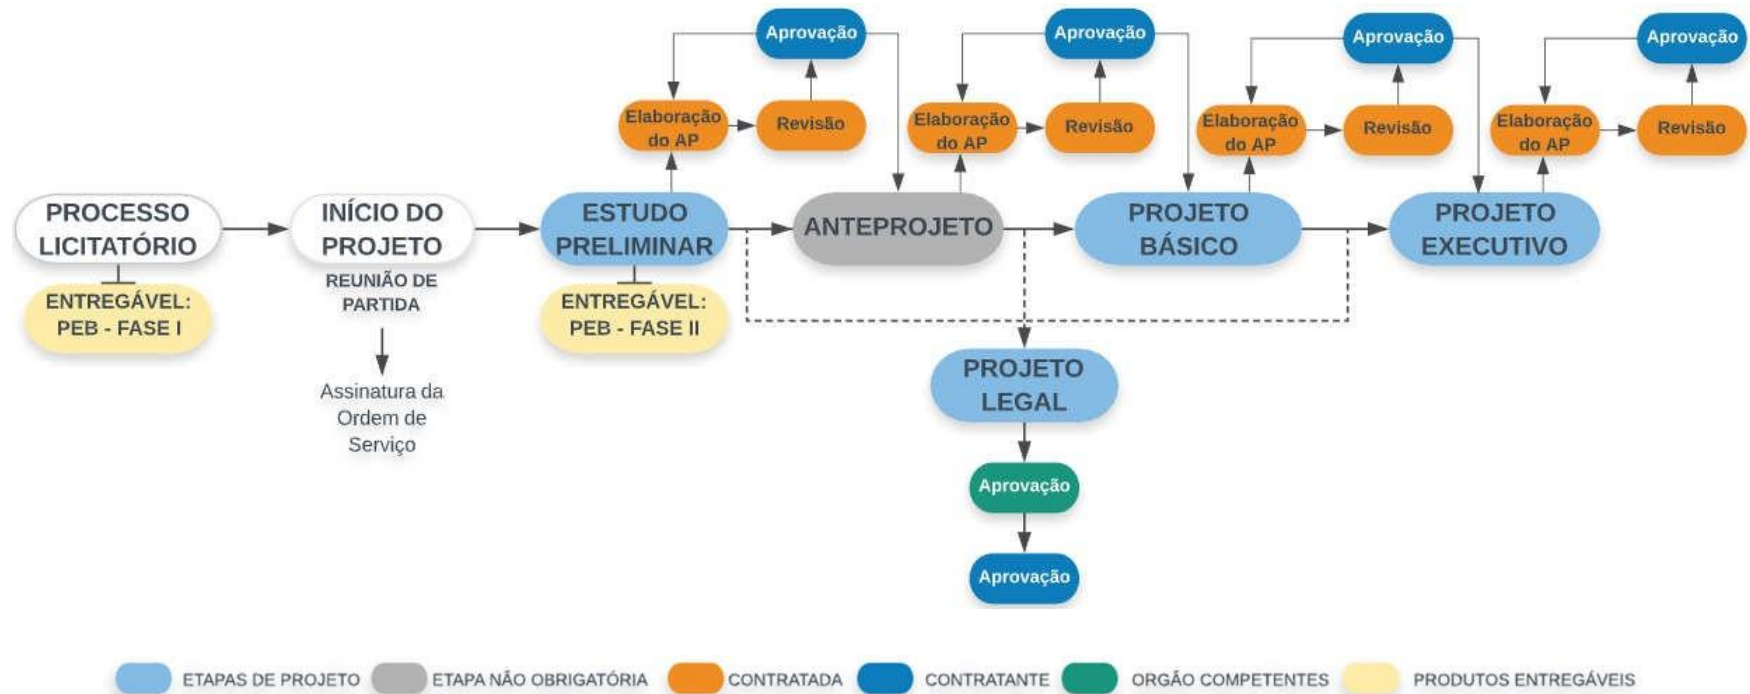 Aprovação
Aprovação
Aprovação
Aprovação
Elaboração
do AP
Revisão
Elaboração
do AP
Revisão
Elaboração
do AP
Revisão
Elaboração
do AP
Revisão
PROCESSO
LICITATÓRIO
INÍCIO DO
PROJETO
ESTUDO
PRELIMINAR
ANTEPROJETO
PROJETO
BÁSICO
PROJETO
EXECUTIVO
ENTREGÁVEL:
PEB - FASE I
REUNIÃO DE
PARTIDA
ENTREGÁVEL:
PEB - FASE II
Assinatura da
Ordem de
Serviço
PROJETO
LEGAL
Aprovação
Aprovação
ETAPAS DE PROJETO
ETAPA NÃO OBRIGATÓRIA
CONTRATADA
CONTRATANTE
ORGÃO COMPETENTES
PRODUTOS ENTREGÁVEIS